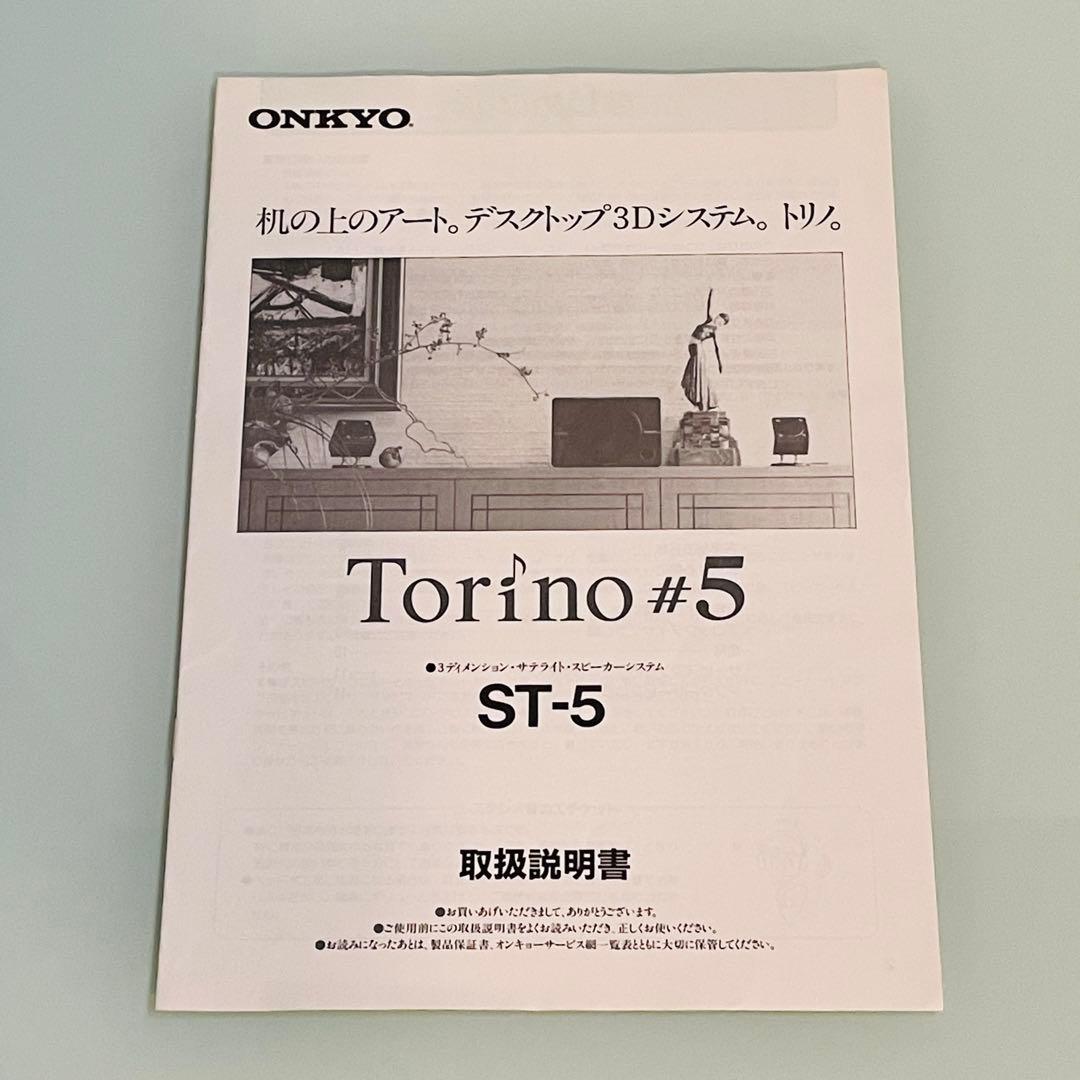 ONKYO
机の上のアート。デスクトップ3Dシステム。トリノ。
Torino #5
●3ディメンション・サテライト・スピーカーシステム
ST-5
取扱説明書
●お買いあげいただきまして、ありがとうございます。
●ご使用前にこの取扱説明書をよくお読みいただき、正しくお使いください。
●お読みになったあとは、製品保証書、オンキョーサービス網一覧表とともに大切に保管してください。